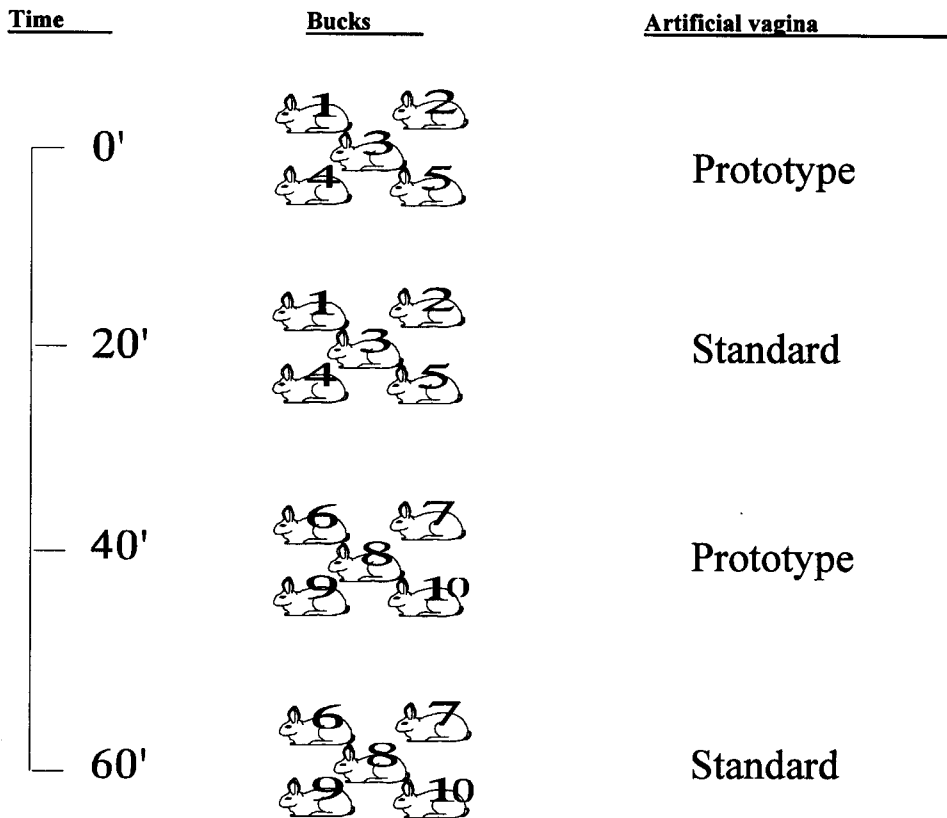 Time Bucks Artificial vagina
1 2
0' 3 Prototype
4 5
1 2
20' 3 Standard
4 5
6 7
40' 8 Prototype
9 10
6 7
60' 8 Standard
9 10